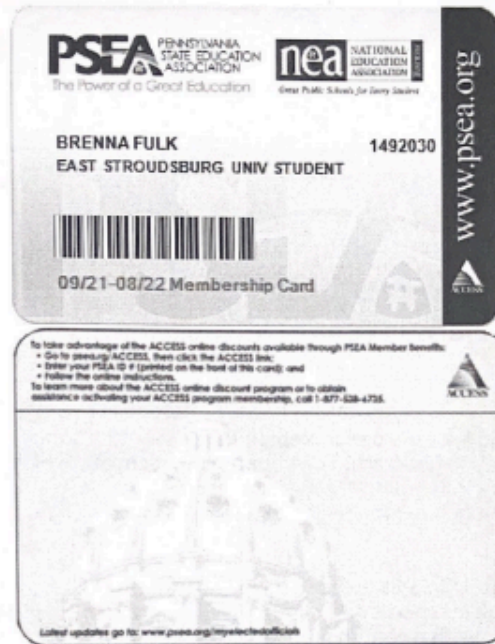 PSEA PENNSYLVANIA
STATE EDUCATION
ASSOCIATION
The Power of a Great Education
nea NATIONAL
EDUCATION
ASSOCIATION
Great Public Schools for Every Student
BRENNA FULK 1492030
EAST STROUDSBURG UNIV STUDENT
09/21-08/22 Membership Card
www.psea.org
ACCESS
To take advantage of the ACCESS online discounts available through PSEA Member Benefits:
• Go to psea.org/ACCESS, then click the ACCESS link;
• Enter your PSEA ID # (printed on the front of this card); and
• Follow the online instructions.
To learn more about the ACCESS online discount program or to obtain
assistance activating your ACCESS program membership, call 1-877-528-6735.
ACCESS
Latest updates go to: www.psea.org/myelectedofficials